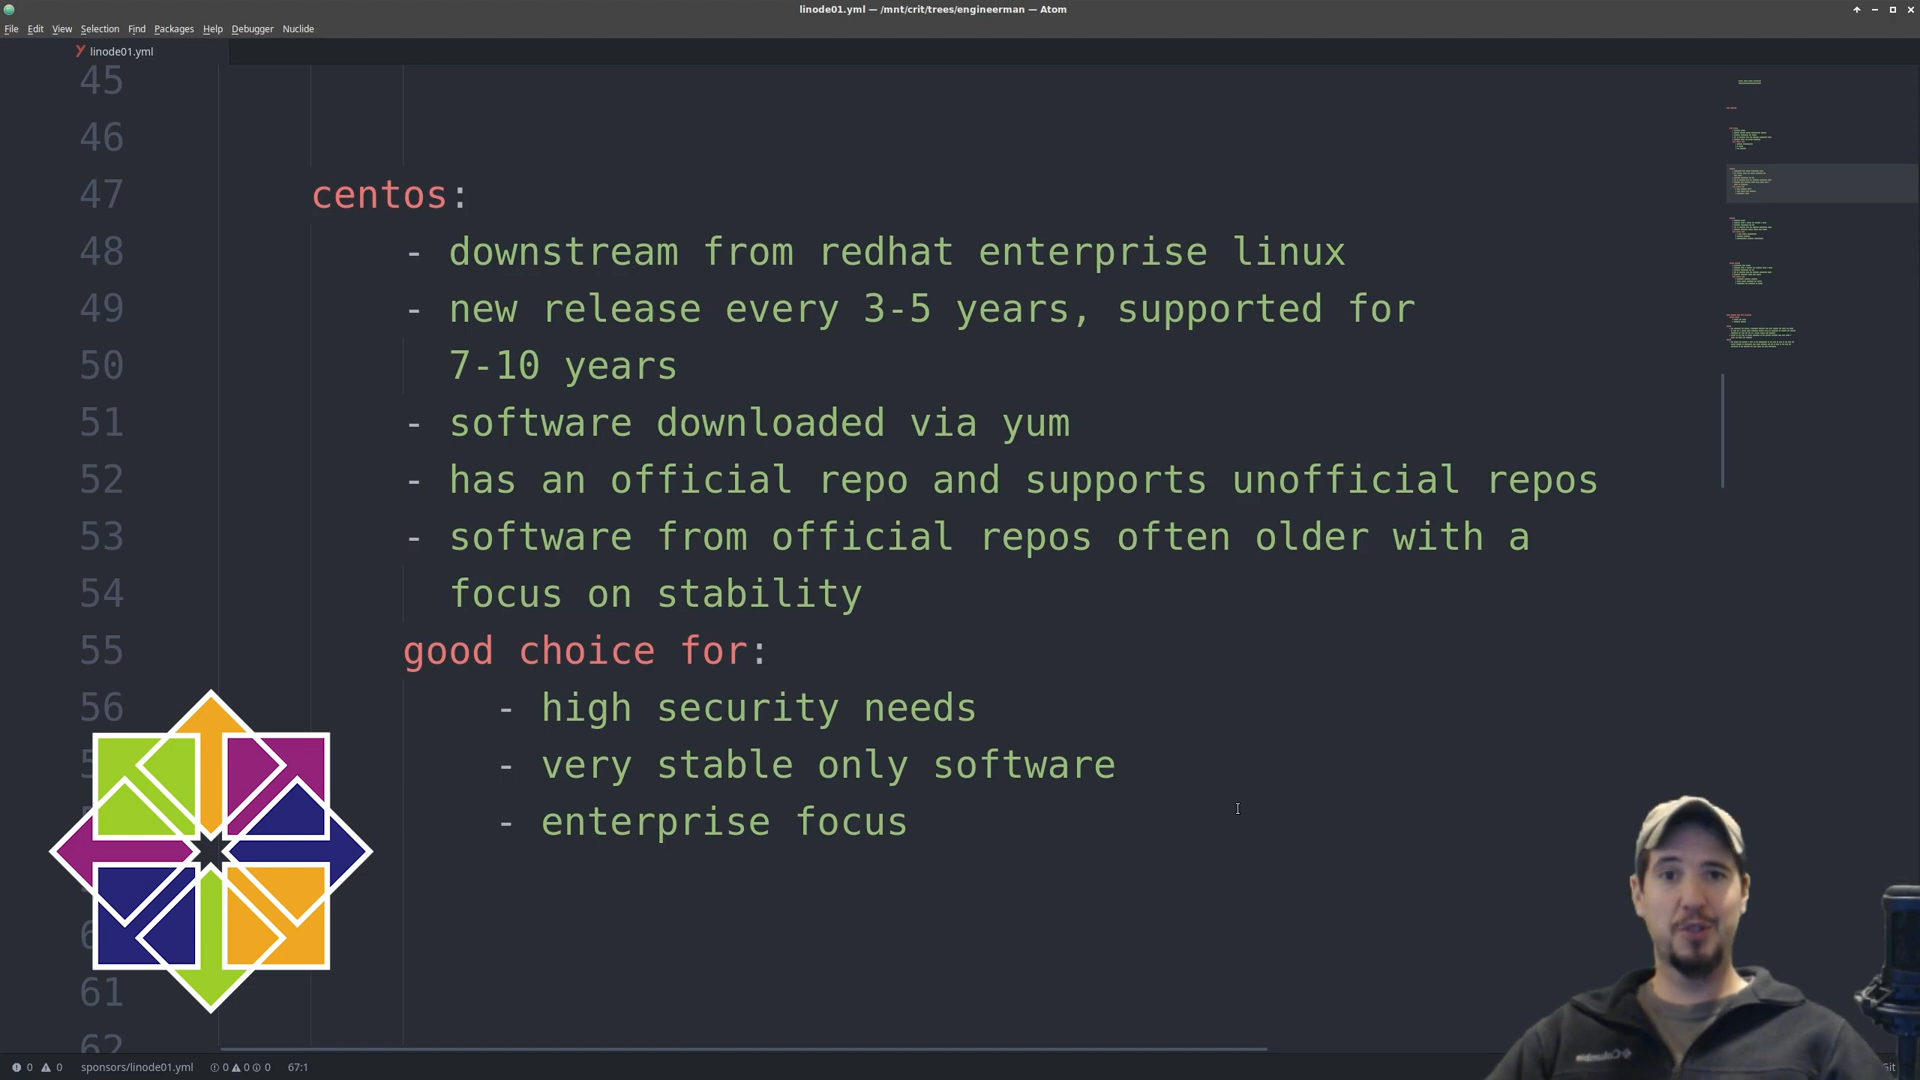 linode01.yml — /mnt/crit/trees/engineerman — Atom
File Edit View Selection Find Packages Help Debugger Nuclide
linode01.yml
45
46
47 centos:
48 - downstream from redhat enterprise linux
49 - new release every 3-5 years, supported for
50 7-10 years
51 - software downloaded via yum
52 - has an official repo and supports unofficial repos
53 - software from official repos often older with a
54 focus on stability
55 good choice for:
56 - high security needs
- very stable only software
- enterprise focus
61
62
0 0 sponsors/linode01.yml 0 0 0 67:1
Columbia